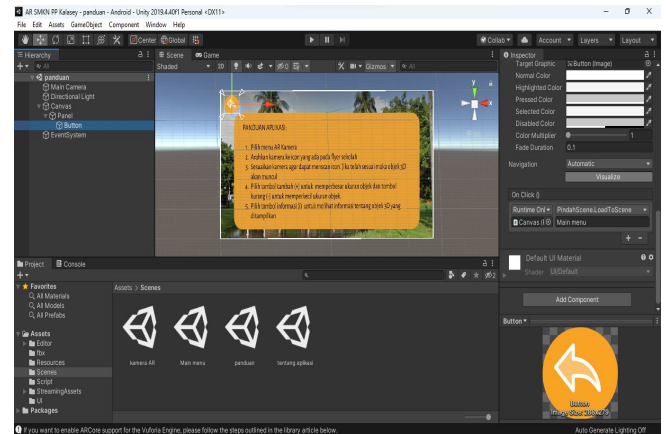 AR SMKN PP Kalasey - panduan - Android - Unity 2019.4.40f1 Personal <DX11>
File Edit Assets GameObject Component Window Help
Center Global
Collab Account Layers Layout
Hierarchy
All
panduan
Main Camera
Directional Light
Canvas
Panel
Button
EventSystem
Scene Game
Shaded 2D Gizmos All
y
x
PANDUAN APLIKASI:
1. Pilih menu AR Kamera
2. Arahkan kamera ke icon yang ada pada flyer sekolah
3. Sesuaikan kamera agar dapat menscan icon. Jika telah sesuai maka objek 3D
akan muncul
4. Pilih tombol tambah (+) untuk memperbesar ukuran objek dan tombol
kurang (-) untuk memperkecil ukuran objek.
5. Pilih tombol informasi (i) untuk melihat informasi tentang objek 3D yang
ditampilkan
Inspector
Target Graphic Button (Image)
Normal Color
Highlighted Color
Pressed Color
Selected Color
Disabled Color
Color Multiplier 1
Fade Duration 0.1
Navigation Automatic
Visualize
On Click ()
Runtime Onl PindahScene.LoadToScene
Canvas Main menu
+ -
Default UI Material
Shader UI/Default
Add Component
Button
Button
Image Size:
Project Console
Favorites
All Materials
All Models
All Prefabs
Assets
Editor
fbx
Resources
Scenes
Script
StreamingAssets
UI
Packages
Assets > Scenes
kamera AR Main menu panduan tentang aplikasi
If you want to enable ARCore support for the Vuforia Engine, please follow the steps outlined in the library article below.
Auto Generate Lighting Off